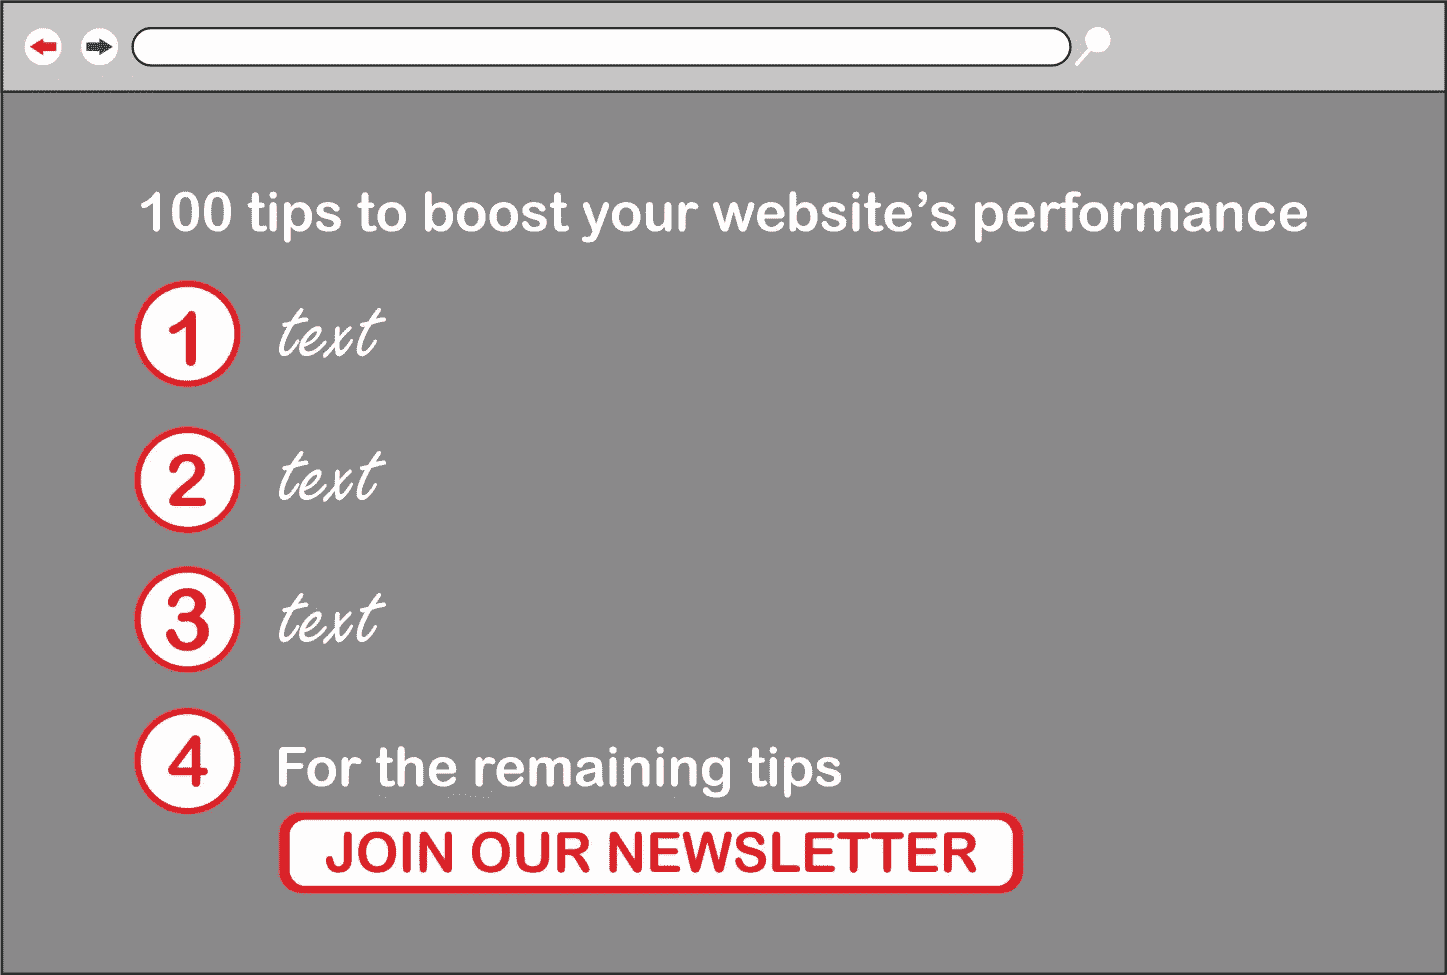 100 tips to boost your website’s performance
1 text
2 text
3 text
4 For the remaining tips
JOIN OUR NEWSLETTER